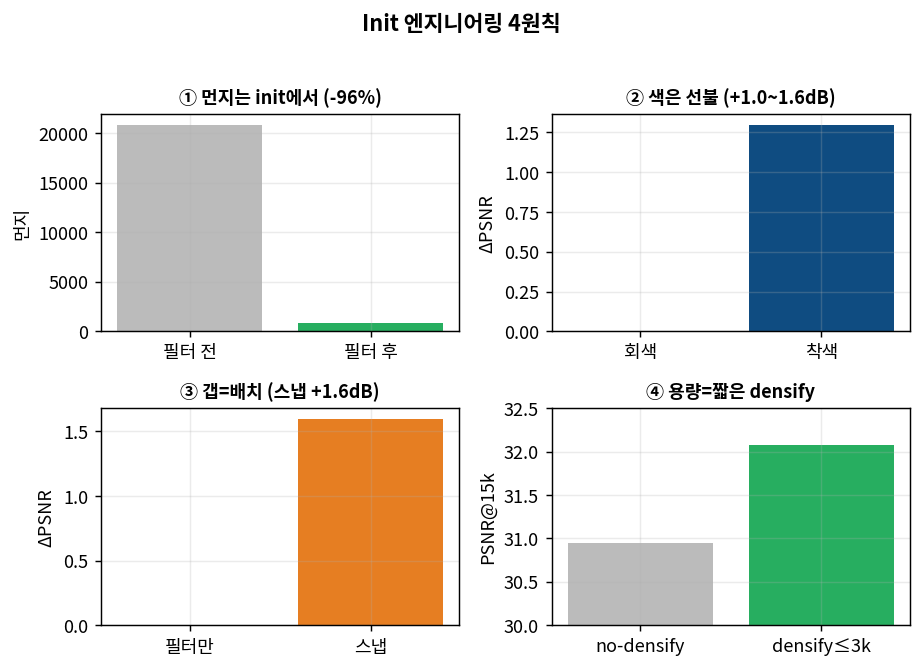 Init 엔지니어링 4원칙
① 먼지는 init에서 (-96%)
먼지
20000
15000
10000
5000
0
필터 전
필터 후
② 색은 선불 (+1.0~1.6dB)
ΔPSNR
1.25
1.00
0.75
0.50
0.25
0.00
회색
착색
③ 갭=배치 (스냅 +1.6dB)
ΔPSNR
1.5
1.0
0.5
0.0
필터만
스냅
④ 용량=짧은 densify
PSNR@15k
32.5
32.0
31.5
31.0
30.5
30.0
no-densify
densify≤3k